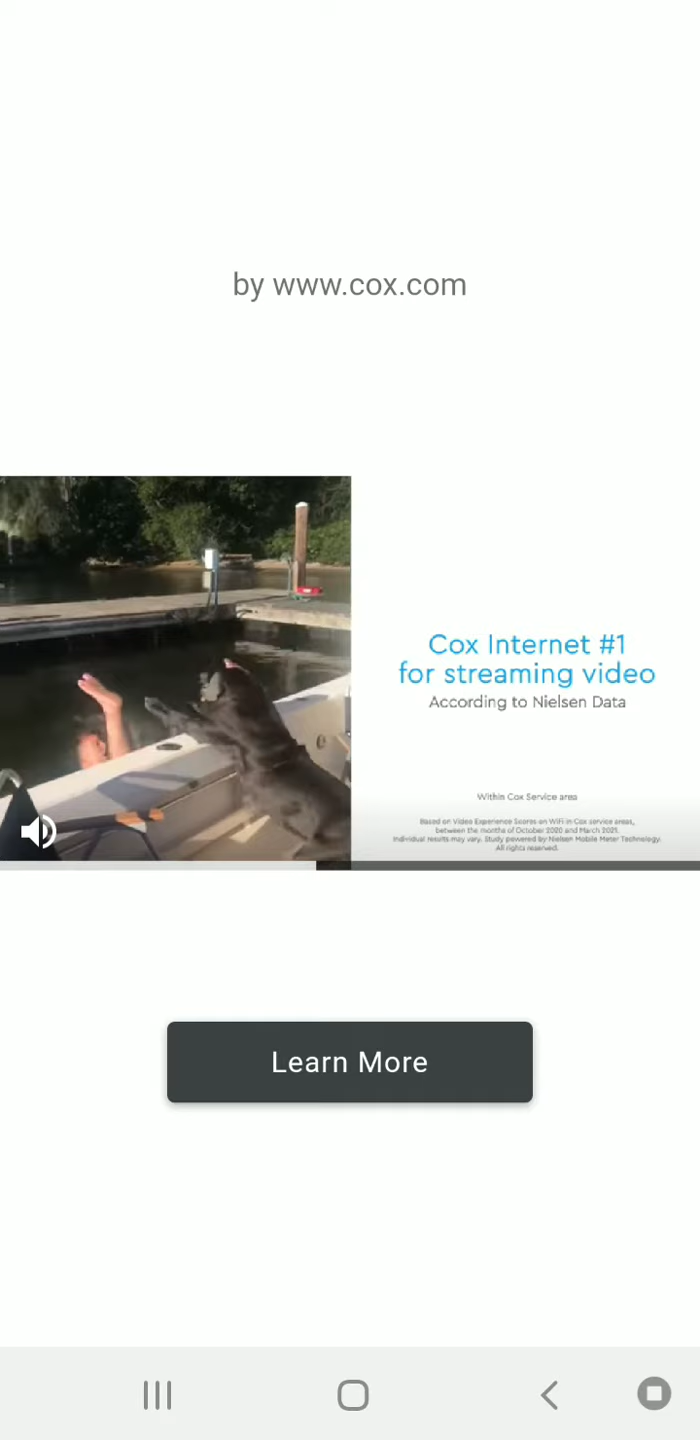 by www.cox.com
Cox Internet #1
for streaming video
According to Nielsen Data
Within Cox Service area
Based on Video Experience Scores on WiFi in Cox service areas,
between the months of October 2020 and March 2021.
Individual results may vary. Study powered by Nielsen Mobile Meter Technology.
All rights reserved.
Learn More